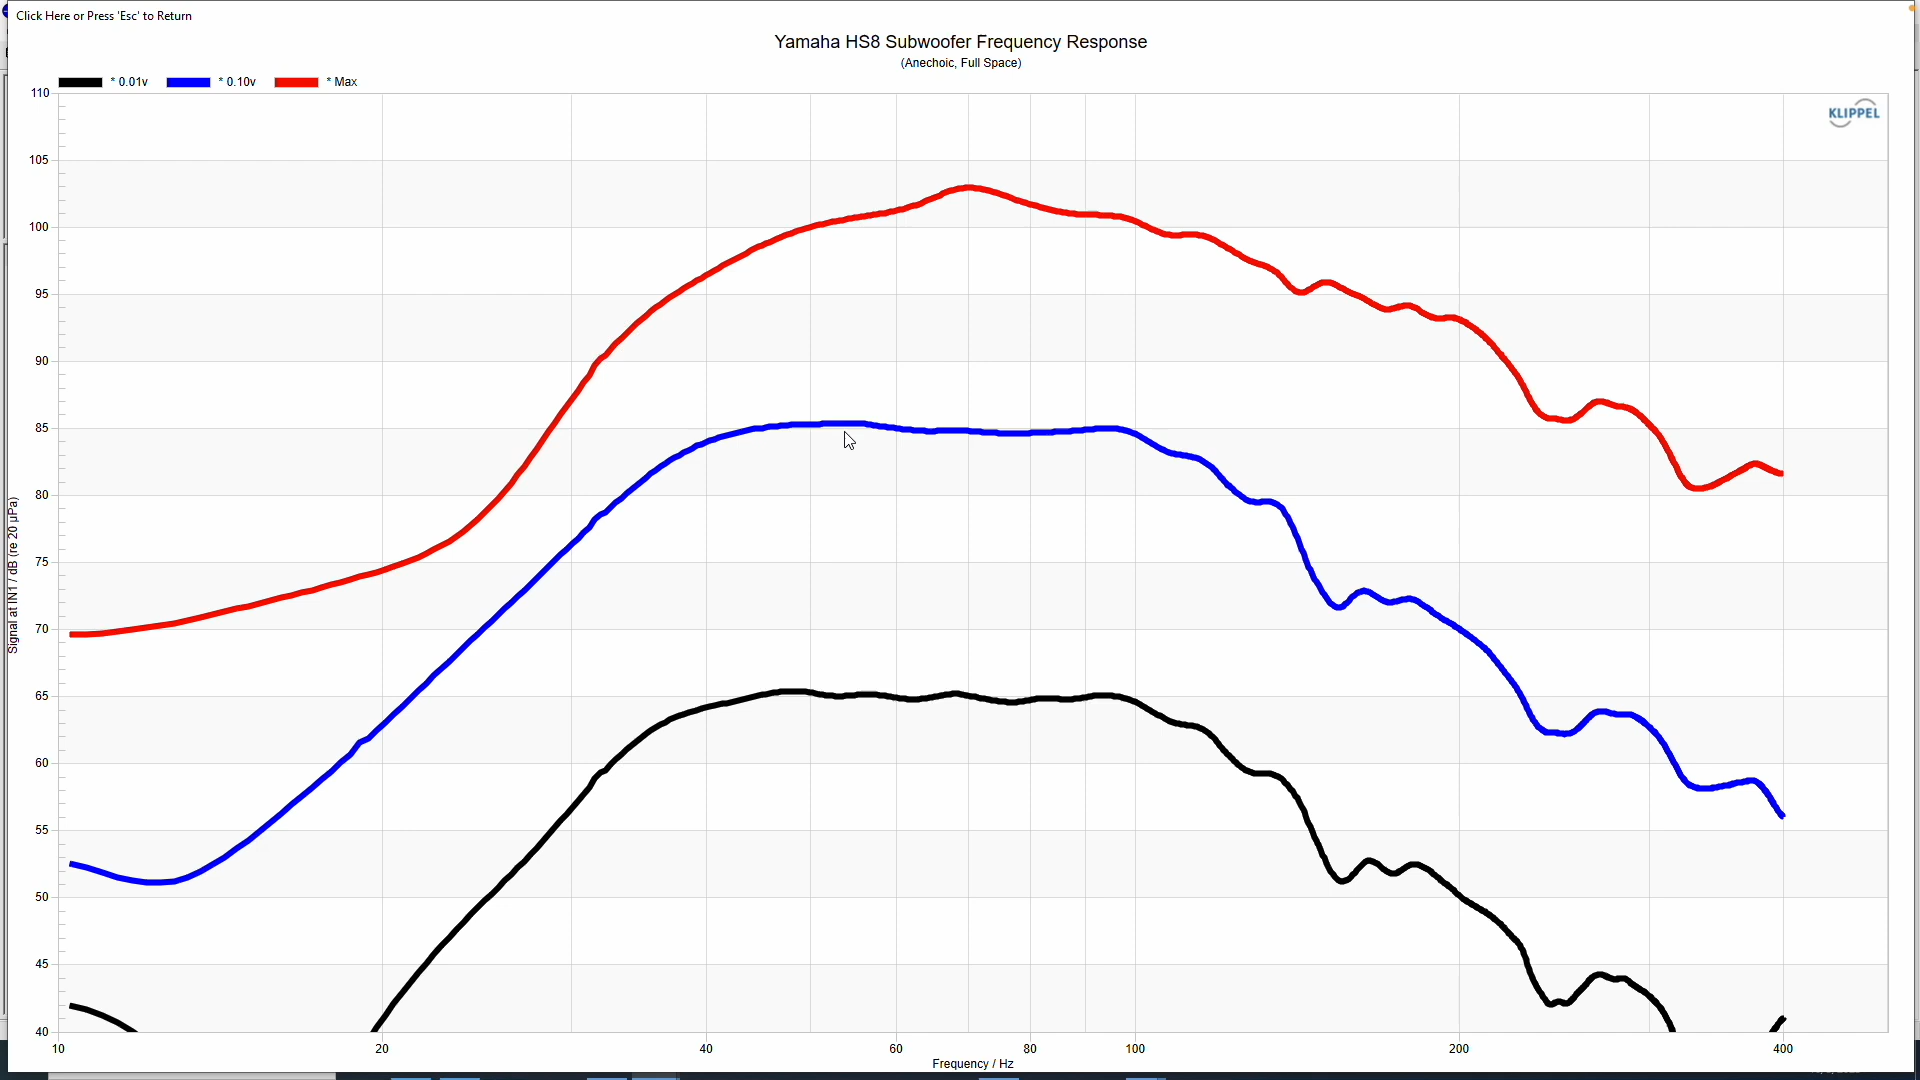 Click Here or Press 'Esc' to Return
Yamaha HS8 Subwoofer Frequency Response
(Anechoic, Full Space)
* 0.01v * 0.10v * Max
KLIPPEL
110
105
100
95
90
85
80
75
70
65
60
55
50
45
40
Signal at IN1 / dB (re 20 µPa)
10 20 40 60 80 100 200 400
Frequency / Hz